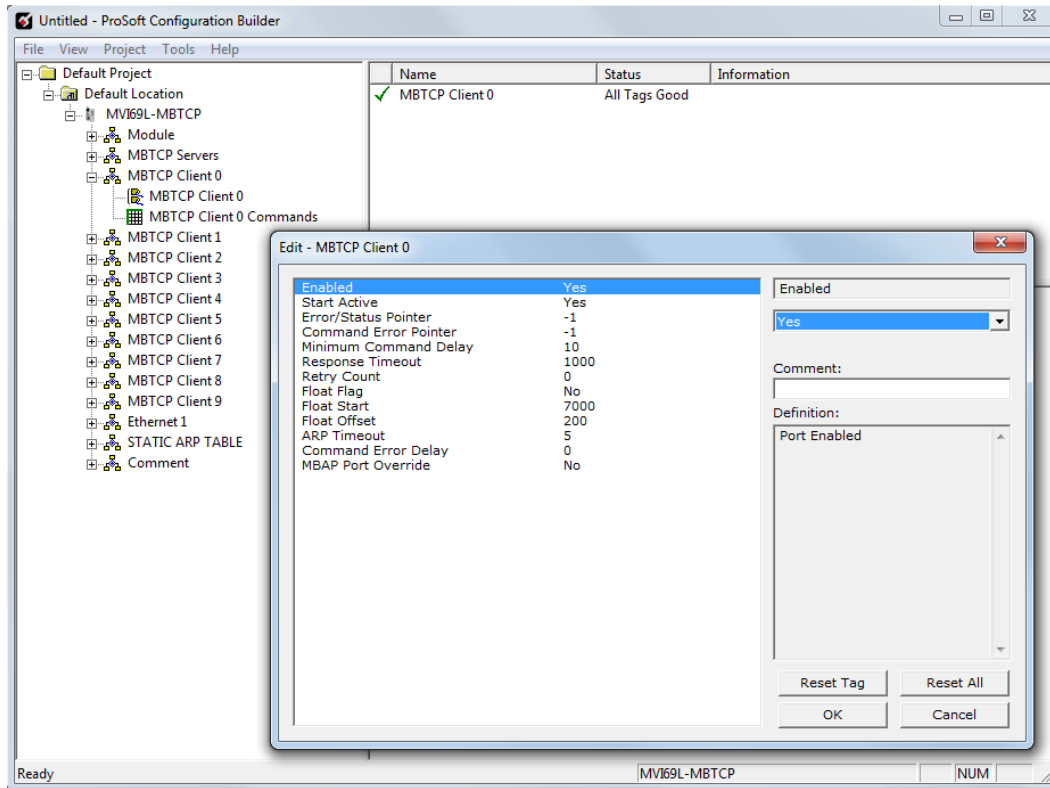 Untitled - ProSoft Configuration Builder
File View Project Tools Help
Default Project
Default Location
MVI69L-MBTCP
Module
MBTCP Servers
MBTCP Client 0
MBTCP Client 0
MBTCP Client 0 Commands
MBTCP Client 1
MBTCP Client 2
MBTCP Client 3
MBTCP Client 4
MBTCP Client 5
MBTCP Client 6
MBTCP Client 7
MBTCP Client 8
MBTCP Client 9
Ethernet 1
STATIC ARP TABLE
Comment
Name Status Information
MBTCP Client 0 All Tags Good
Edit - MBTCP Client 0
Enabled Yes
Start Active Yes
Error/Status Pointer -1
Command Error Pointer -1
Minimum Command Delay 10
Response Timeout 1000
Retry Count 0
Float Flag No
Float Start 7000
Float Offset 200
ARP Timeout 5
Command Error Delay 0
MBAP Port Override No
Enabled
Yes
Comment:
Definition:
Port Enabled
Reset Tag Reset All
OK Cancel
Ready MVI69L-MBTCP NUM